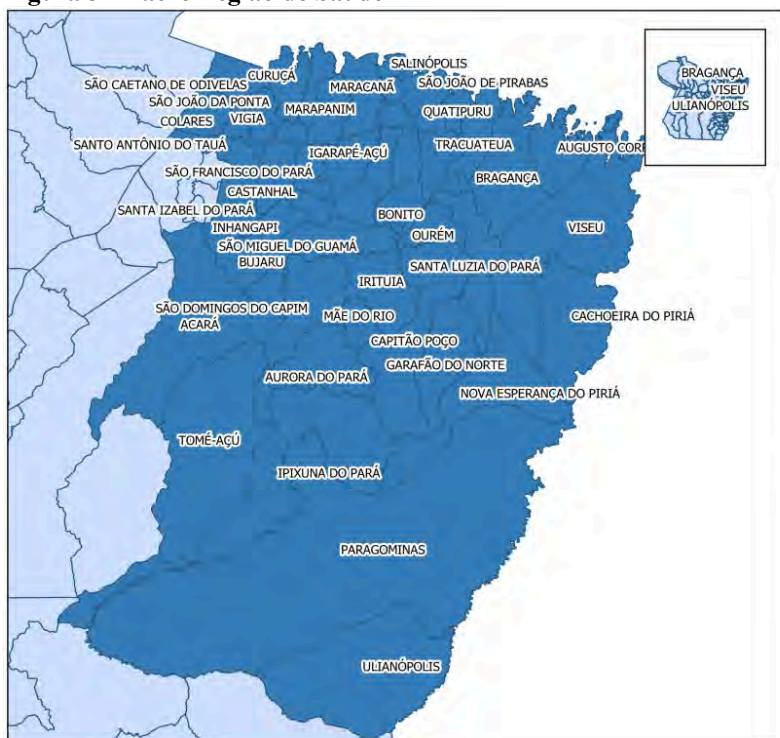 SALINÓPOLIS
CURUÇÁ
SÃO CAETANO DE ODIVELAS
MARACANÃ
SÃO JOÃO DE PIRABAS
SÃO JOÃO DA PONTA
MARAPANIM
QUATIPURU
COLARES
VIGIA
SANTO ANTÔNIO DO TAUÁ
IGARAPÉ-AÇÚ
TRACUATEUA
AUGUSTO CORR
SÃO FRANCISCO DO PARÁ
BRAGANÇA
CASTANHAL
SANTA IZABEL DO PARÁ
BONITO
INHANGAPI
OURÉM
VISEU
SÃO MIGUEL DO GUAMÁ
BUJARU
SANTA LUZIA DO PARÁ
IRITUIA
SÃO DOMINGOS DO CAPIM
ACARÁ
MÃE DO RIO
CACHOEIRA DO PIRIÁ
CAPITÃO POÇO
GARAFÃO DO NORTE
AURORA DO PARÁ
NOVA ESPERANÇA DO PIRIÁ
TOMÉ-AÇÚ
IPIXUNA DO PARÁ
PARAGOMINAS
ULIANÓPOLIS
BRAGANÇA
VISEU
ULIANÓPOLIS